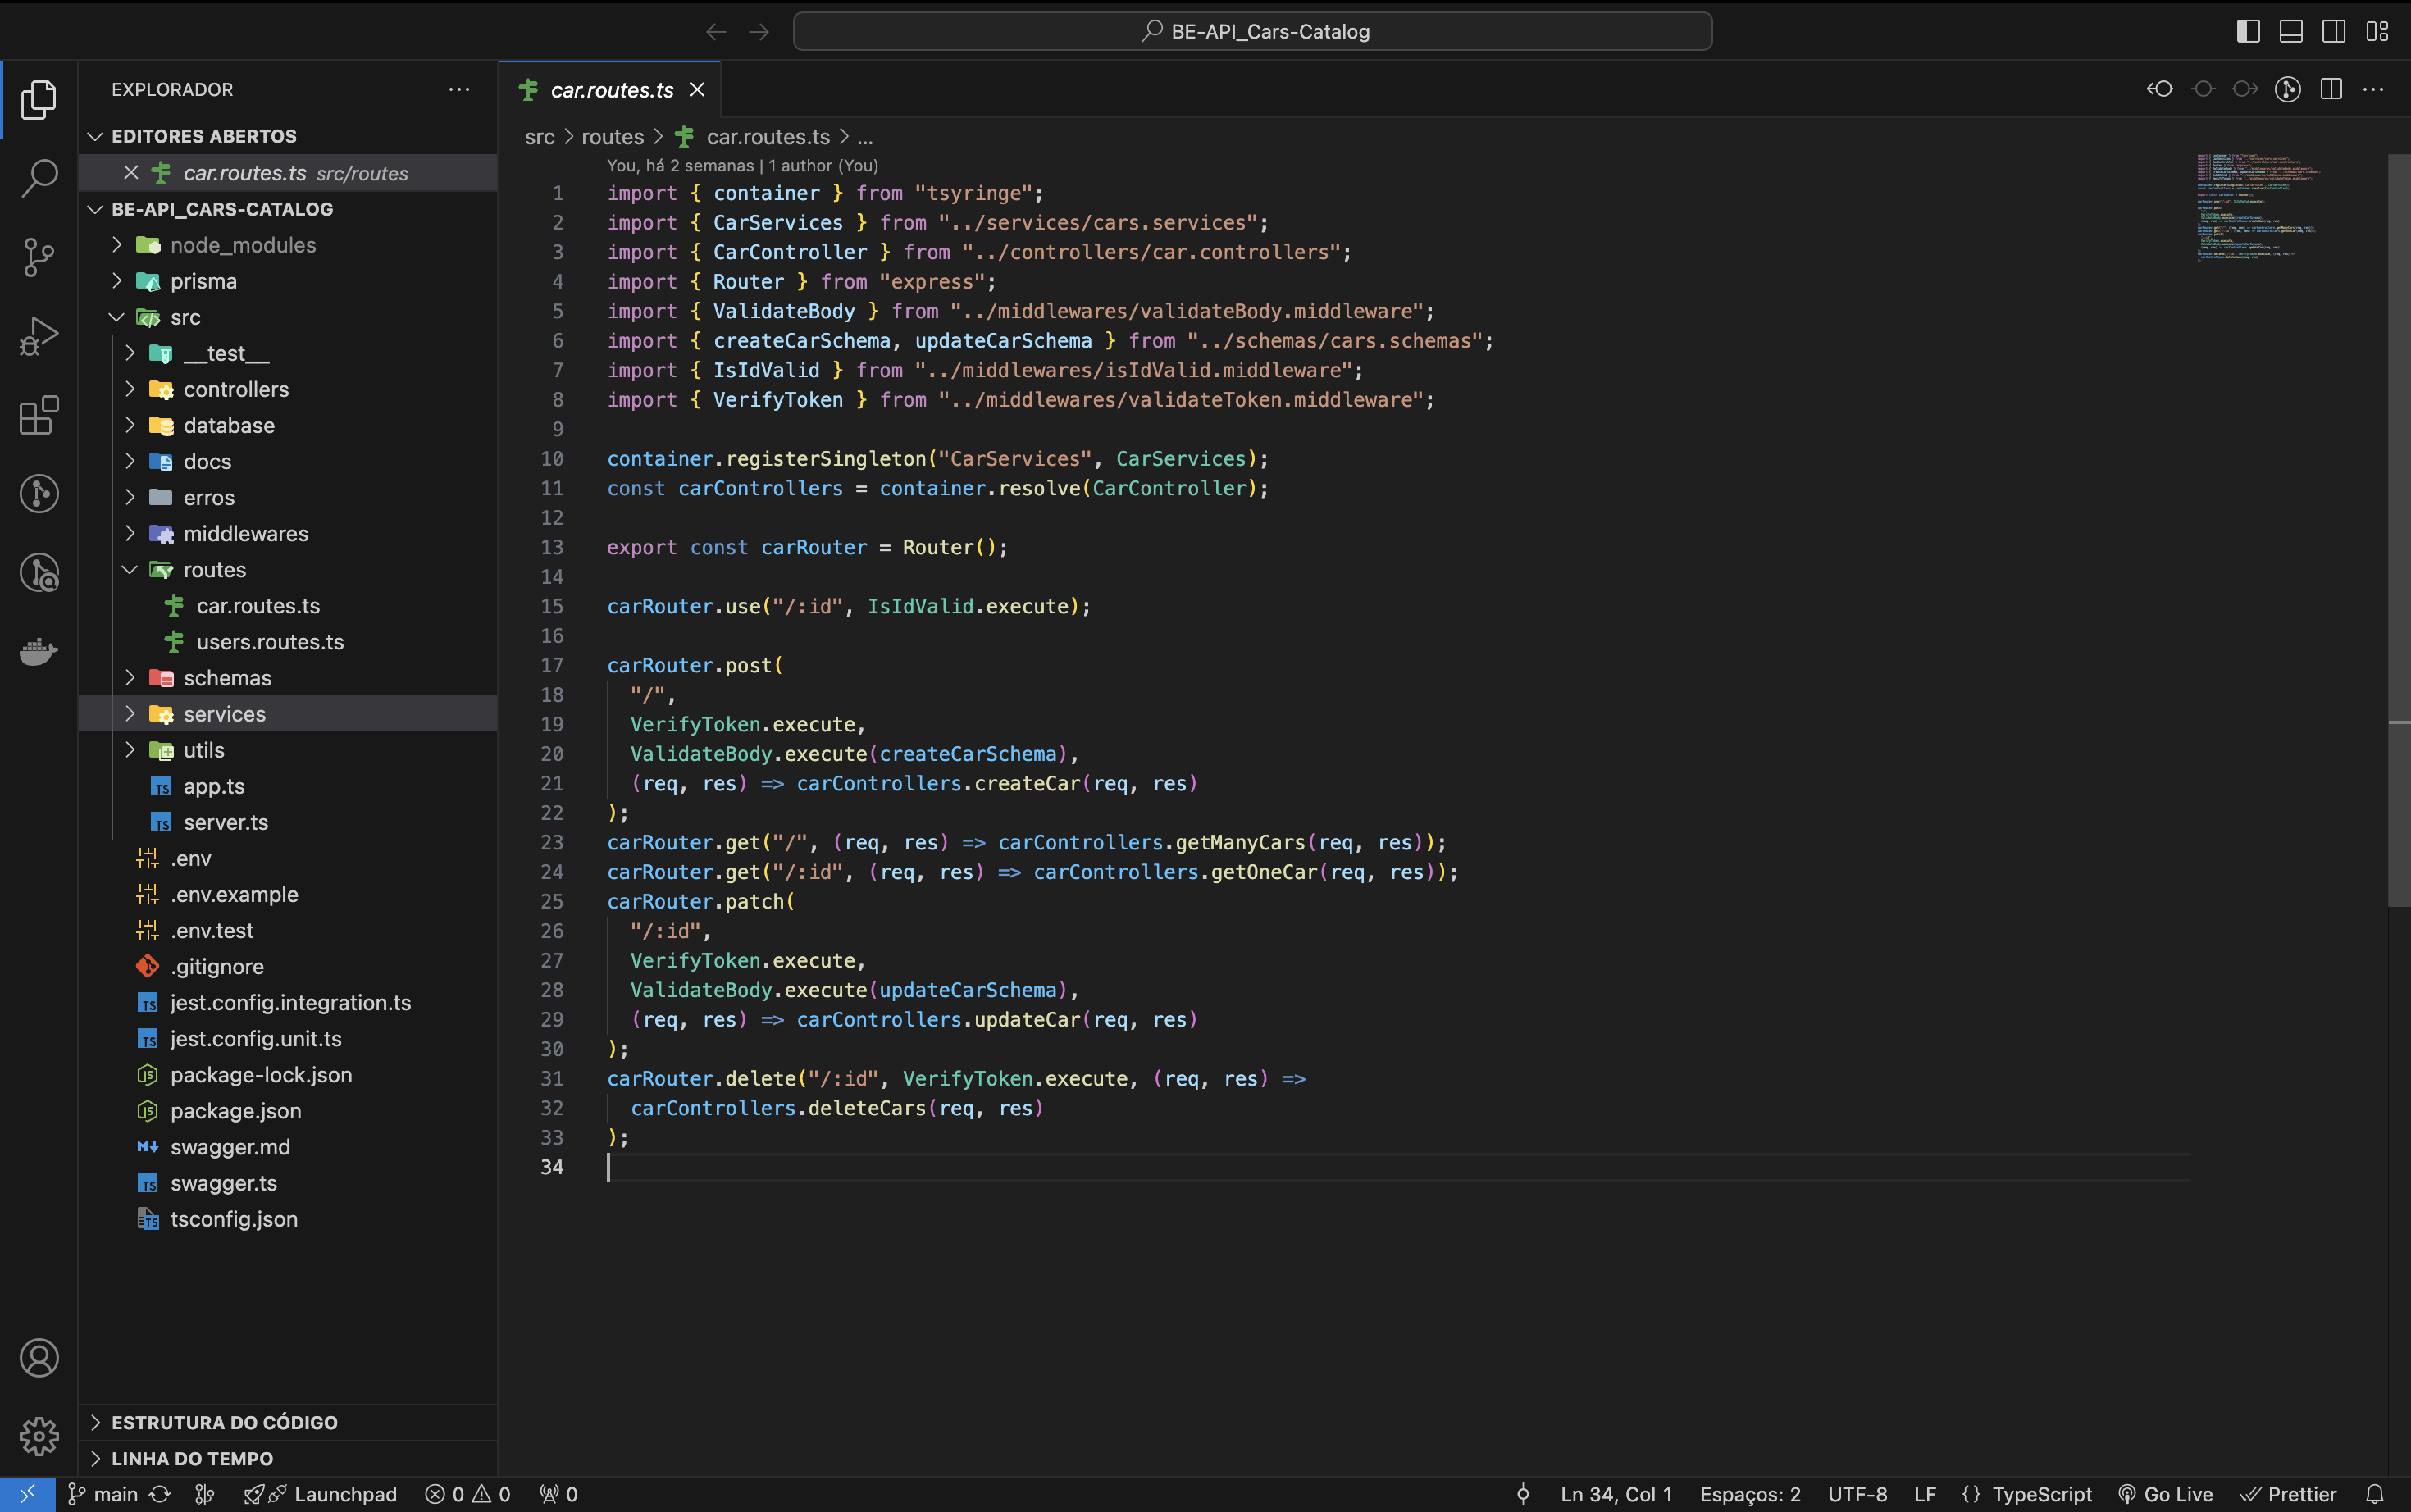 BE-API_Cars-Catalog
EXPLORADOR
EDITORES ABERTOS
car.routes.ts src/routes
BE-API_CARS-CATALOG
node_modules
prisma
src
__test__
controllers
database
docs
erros
middlewares
routes
car.routes.ts
users.routes.ts
schemas
services
utils
app.ts
server.ts
.env
.env.example
.env.test
.gitignore
jest.config.integration.ts
jest.config.unit.ts
package-lock.json
package.json
swagger.md
swagger.ts
tsconfig.json
ESTRUTURA DO CÓDIGO
LINHA DO TEMPO
car.routes.ts
src > routes > car.routes.ts > ...
You, há 2 semanas | 1 author (You)
1 import { container } from "tsyringe";
2 import { CarServices } from "../services/cars.services";
3 import { CarController } from "../controllers/car.controllers";
4 import { Router } from "express";
5 import { ValidateBody } from "../middlewares/validateBody.middleware";
6 import { createCarSchema, updateCarSchema } from "../schemas/cars.schemas";
7 import { IsIdValid } from "../middlewares/isIdValid.middleware";
8 import { VerifyToken } from "../middlewares/validateToken.middleware";
9
10 container.registerSingleton("CarServices", CarServices);
11 const carControllers = container.resolve(CarController);
12
13 export const carRouter = Router();
14
15 carRouter.use("/:id", IsIdValid.execute);
16
17 carRouter.post(
18   "/",
19   VerifyToken.execute,
20   ValidateBody.execute(createCarSchema),
21   (req, res) => carControllers.createCar(req, res)
22 );
23 carRouter.get("/", (req, res) => carControllers.getManyCars(req, res));
24 carRouter.get("/:id", (req, res) => carControllers.getOneCar(req, res));
25 carRouter.patch(
26   "/:id",
27   VerifyToken.execute,
28   ValidateBody.execute(updateCarSchema),
29   (req, res) => carControllers.updateCar(req, res)
30 );
31 carRouter.delete("/:id", VerifyToken.execute, (req, res) =>
32   carControllers.deleteCars(req, res)
33 );
34
main Launchpad 0 0 0 Ln 34, Col 1 Espaços: 2 UTF-8 LF {} TypeScript Go Live Prettier